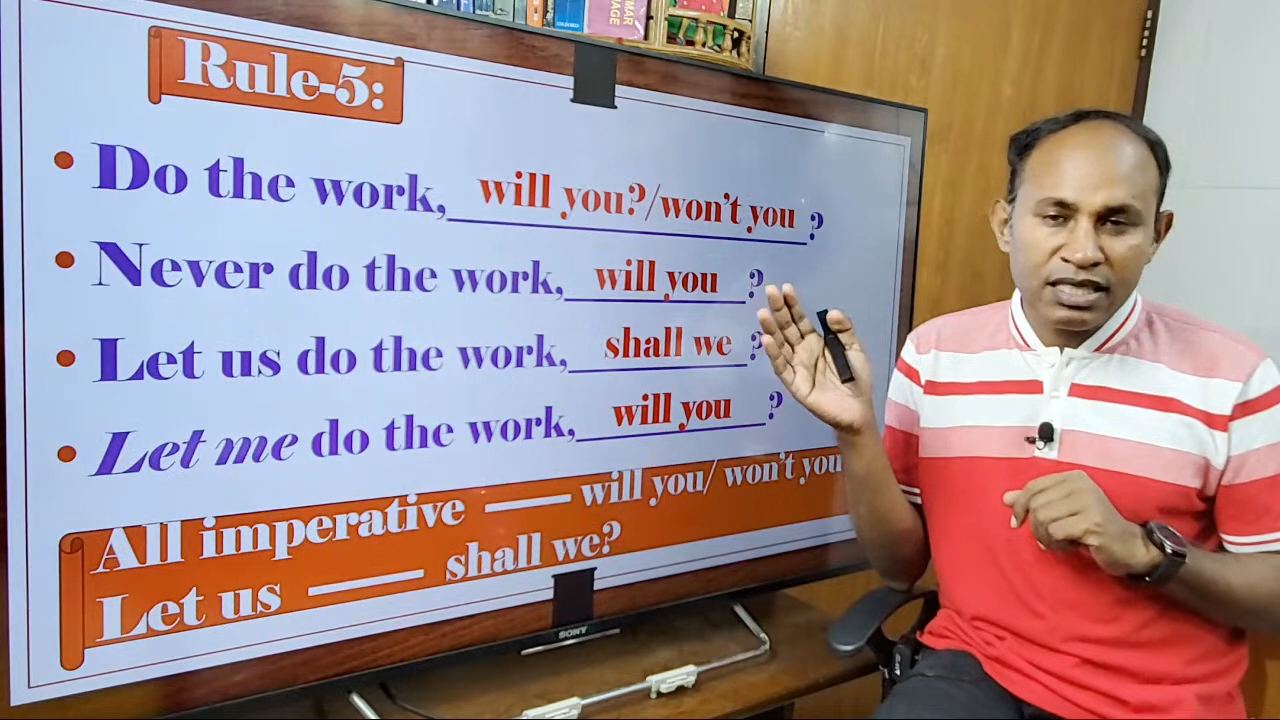 MAR
AGE
Rule-5:
• Do the work, will you?/won't you ?
• Never do the work, will you ?
• Let us do the work, shall we ?
• Let me do the work, will you ?
All imperative — will you/ won't you
Let us — shall we?
SONY